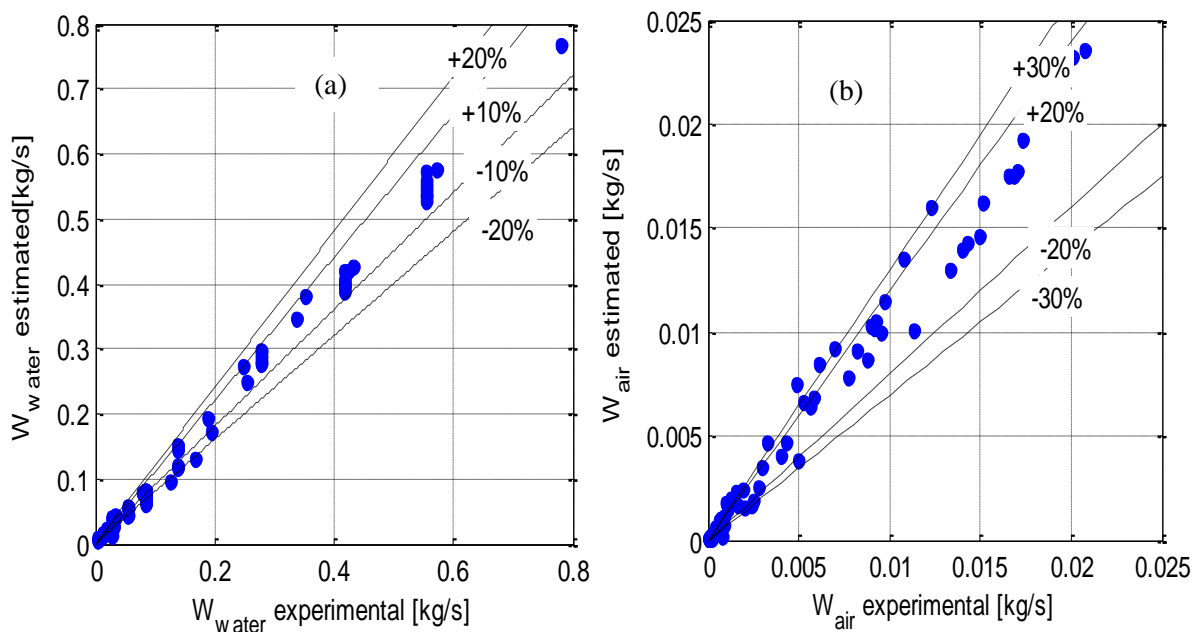 (a)
+20%
+10%
-10%
-20%
0.8
0.7
0.6
0.5
0.4
0.3
0.2
0.1
0
0 0.2 0.4 0.6 0.8
W water estimated[kg/s]
W water experimental [kg/s]
(b)
+30%
+20%
-20%
-30%
0.025
0.02
0.015
0.01
0.005
0
0 0.005 0.01 0.015 0.02 0.025
W air estimated [kg/s]
W air experimental [kg/s]